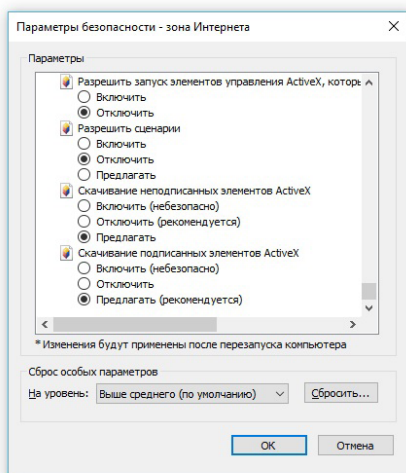 Параметры безопасности - зона Интернета
Параметры
Разрешить запуск элементов управления ActiveX, которь
Включить
Отключить
Разрешить сценарии
Включить
Отключить
Предлагать
Скачивание неподписанных элементов ActiveX
Включить (небезопасно)
Отключить (рекомендуется)
Предлагать
Скачивание подписанных элементов ActiveX
Включить (небезопасно)
Отключить
Предлагать (рекомендуется)
* Изменения будут применены после перезапуска компьютера
Сброс особых параметров
На уровень: Выше среднего (по умолчанию) Сбросить...
ОК Отмена